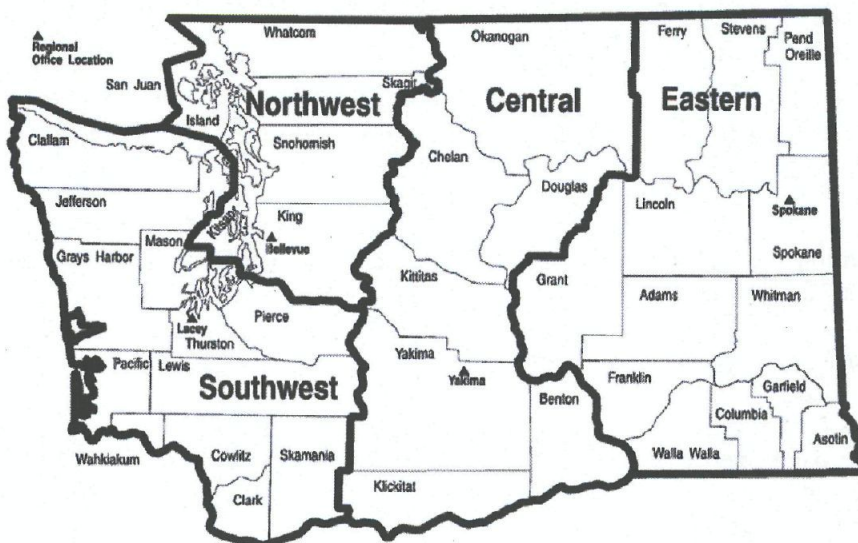 Regional
Office Location
San Juan
Whatcom
Skagit
Island
Northwest
Snohomish
King
Bellevue
Kitsap
Okanogan
Central
Chelan
Douglas
Kittitas
Yakima
Yakima
Benton
Klickitat
Ferry
Stevens
Pend
Oreille
Eastern
Lincoln
Spokane
Spokane
Grant
Adams
Whitman
Franklin
Garfield
Columbia
Walla Walla
Asotin
Clallam
Jefferson
Mason
Grays Harbor
Lacey
Thurston
Pierce
Pacific
Lewis
Southwest
Wahkiakum
Cowlitz
Skamania
Clark